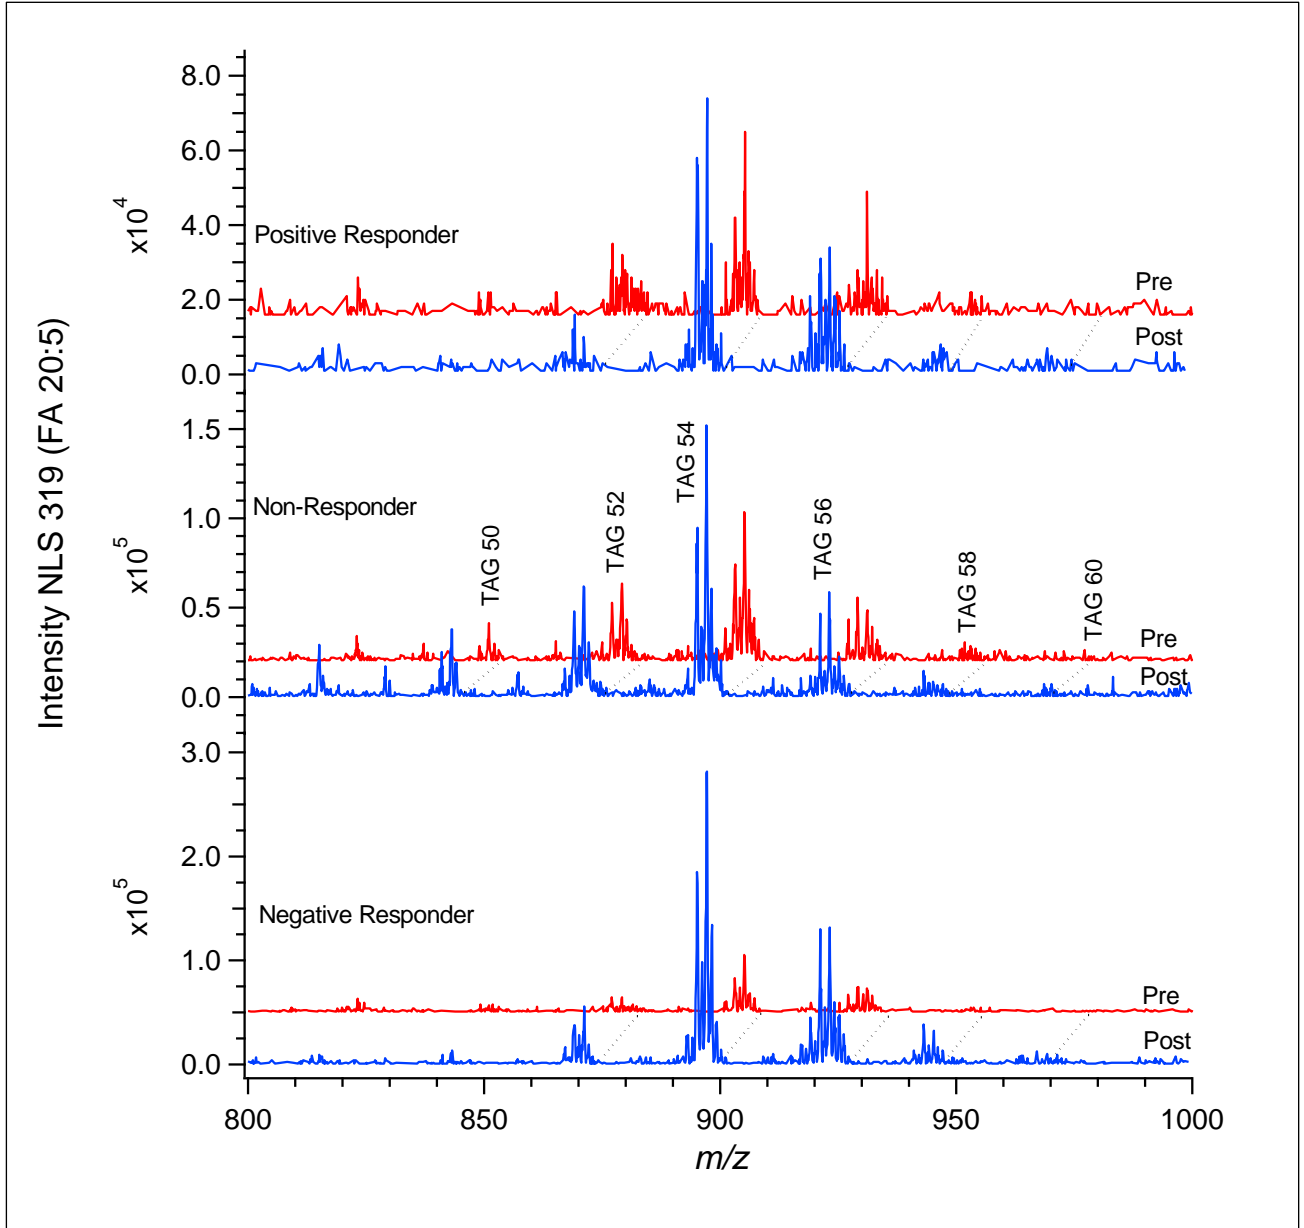 Intensity NLS 319 (FA 20:5)
x10^4
8.0
6.0
4.0
2.0
0.0
Positive Responder
Pre
Post
x10^5
1.5
1.0
0.5
0.0
Non-Responder
TAG 50
TAG 52
TAG 54
TAG 56
TAG 58
TAG 60
Pre
Post
x10^5
3.0
2.0
1.0
0.0
Negative Responder
Pre
Post
800
850
900
950
1000
m/z